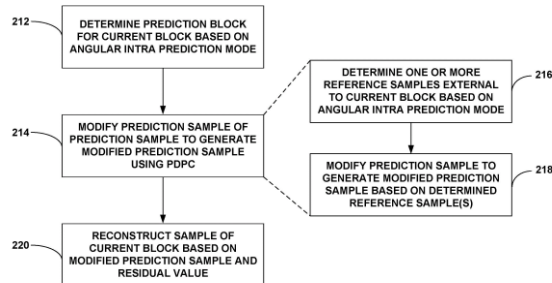 212
DETERMINE PREDICTION BLOCK
FOR CURRENT BLOCK BASED ON
ANGULAR INTRA PREDICTION MODE
214
MODIFY PREDICTION SAMPLE OF
PREDICTION SAMPLE TO GENERATE
MODIFIED PREDICTION SAMPLE
USING PDPC
216
DETERMINE ONE OR MORE
REFERENCE SAMPLES EXTERNAL
TO CURRENT BLOCK BASED ON
ANGULAR INTRA PREDICTION MODE
218
MODIFY PREDICTION SAMPLE TO
GENERATE MODIFIED PREDICTION
SAMPLE BASED ON DETERMINED
REFERENCE SAMPLE(S)
220
RECONSTRUCT SAMPLE OF
CURRENT BLOCK BASED ON
MODIFIED PREDICTION SAMPLE AND
RESIDUAL VALUE